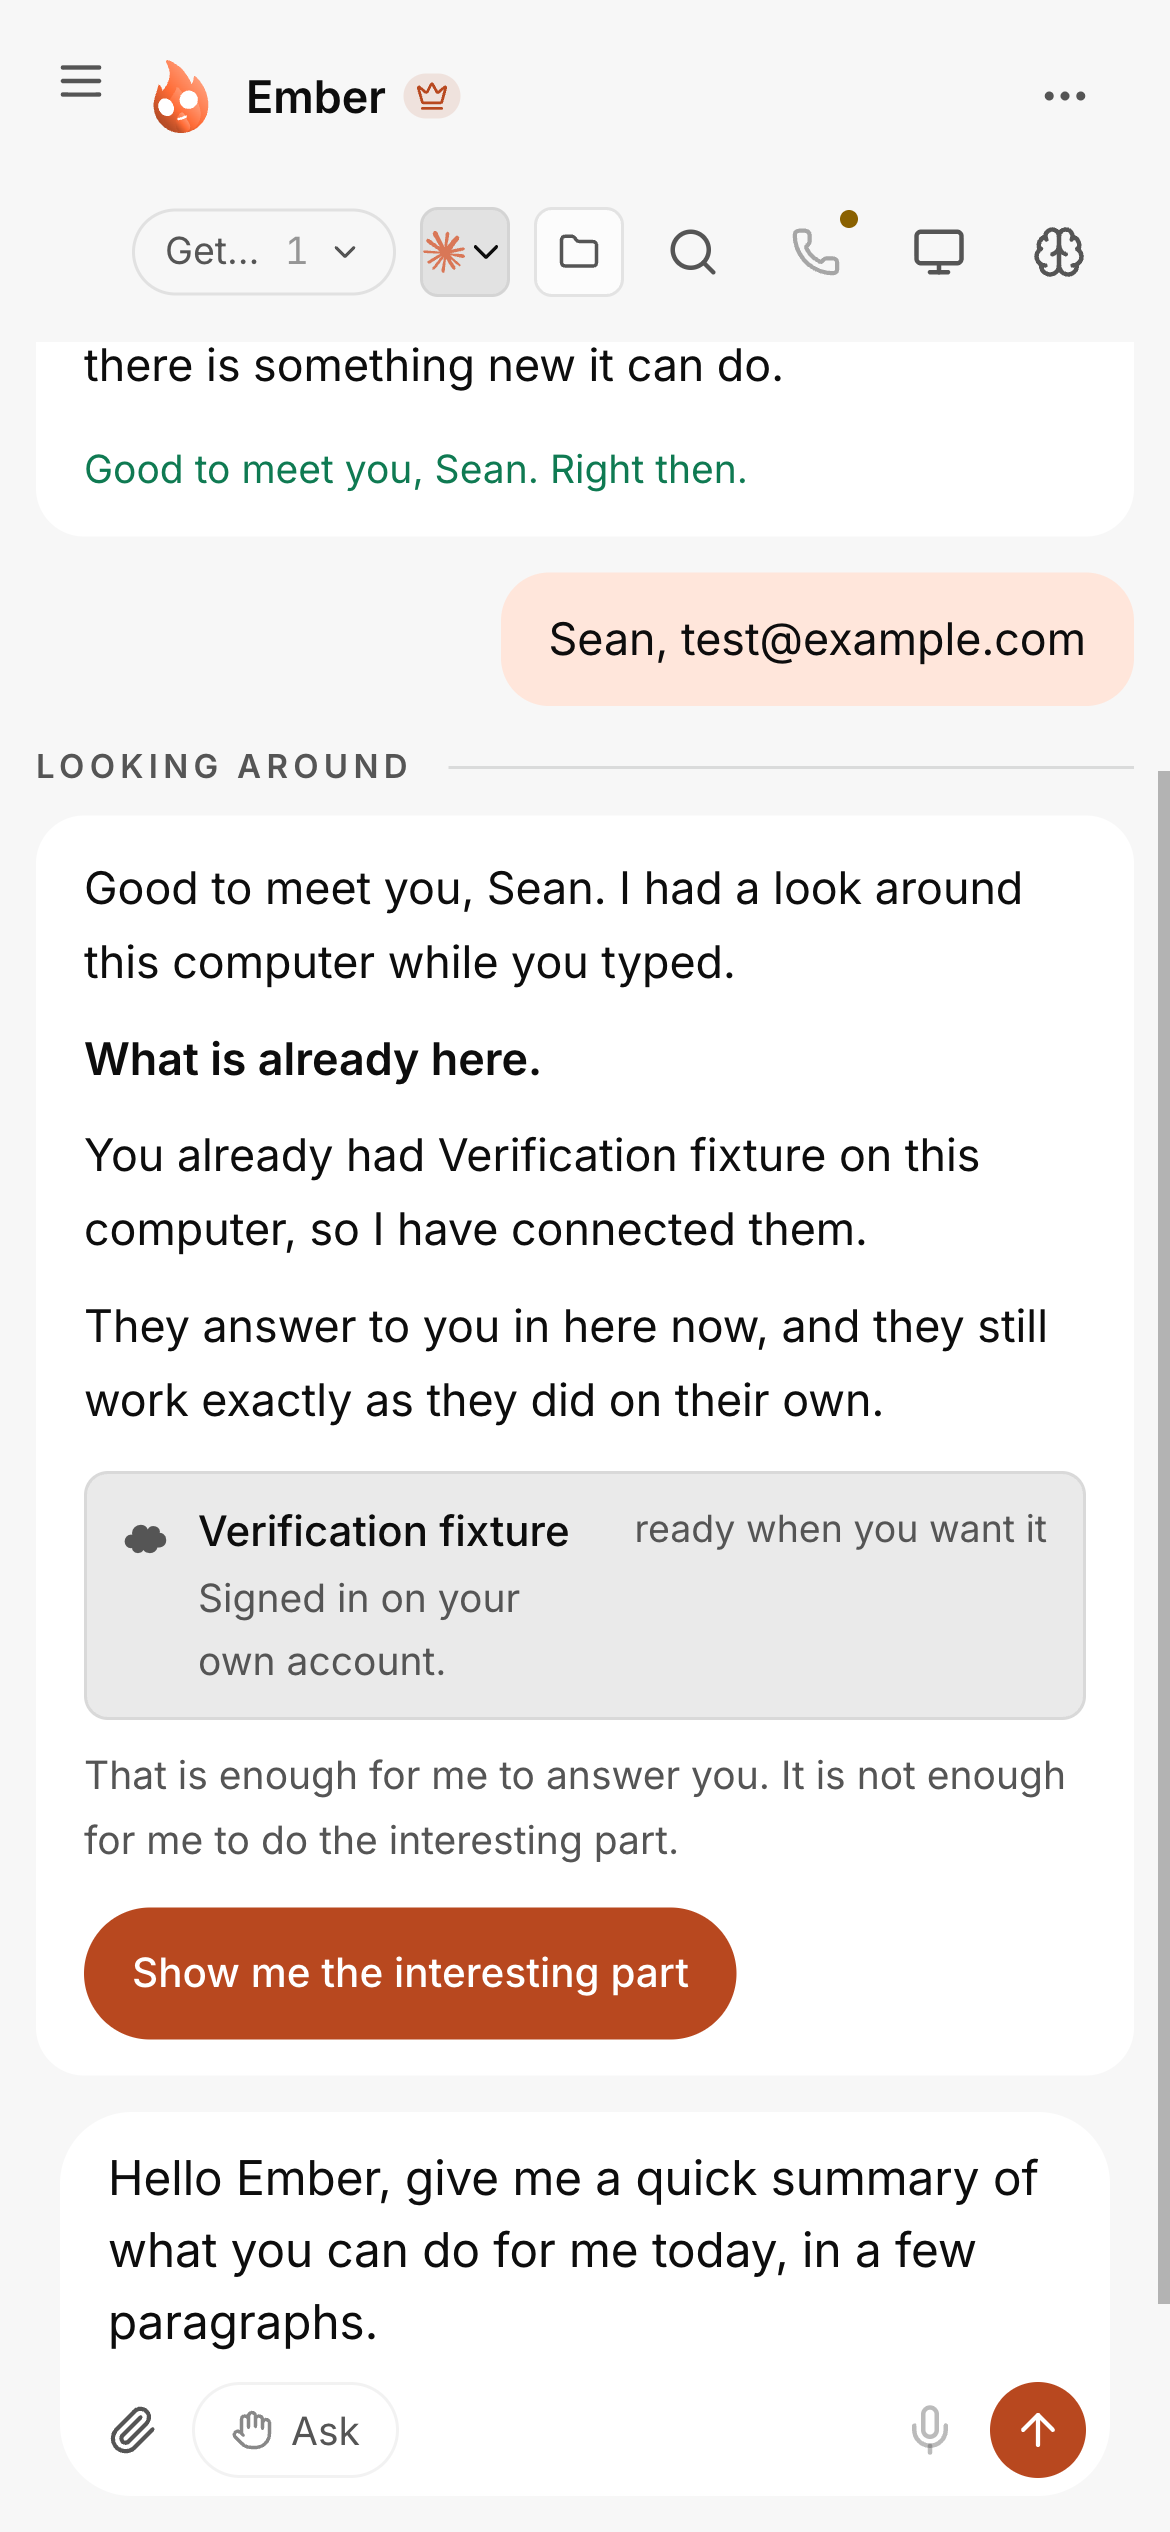 Ember
Get... 1
there is something new it can do.
Good to meet you, Sean. Right then.
Sean, test@example.com
LOOKING AROUND
Good to meet you, Sean. I had a look around
this computer while you typed.
What is already here.
You already had Verification fixture on this
computer, so I have connected them.
They answer to you in here now, and they still
work exactly as they did on their own.
Verification fixture ready when you want it
Signed in on your
own account.
That is enough for me to answer you. It is not enough
for me to do the interesting part.
Show me the interesting part
Hello Ember, give me a quick summary of
what you can do for me today, in a few
paragraphs.
Ask